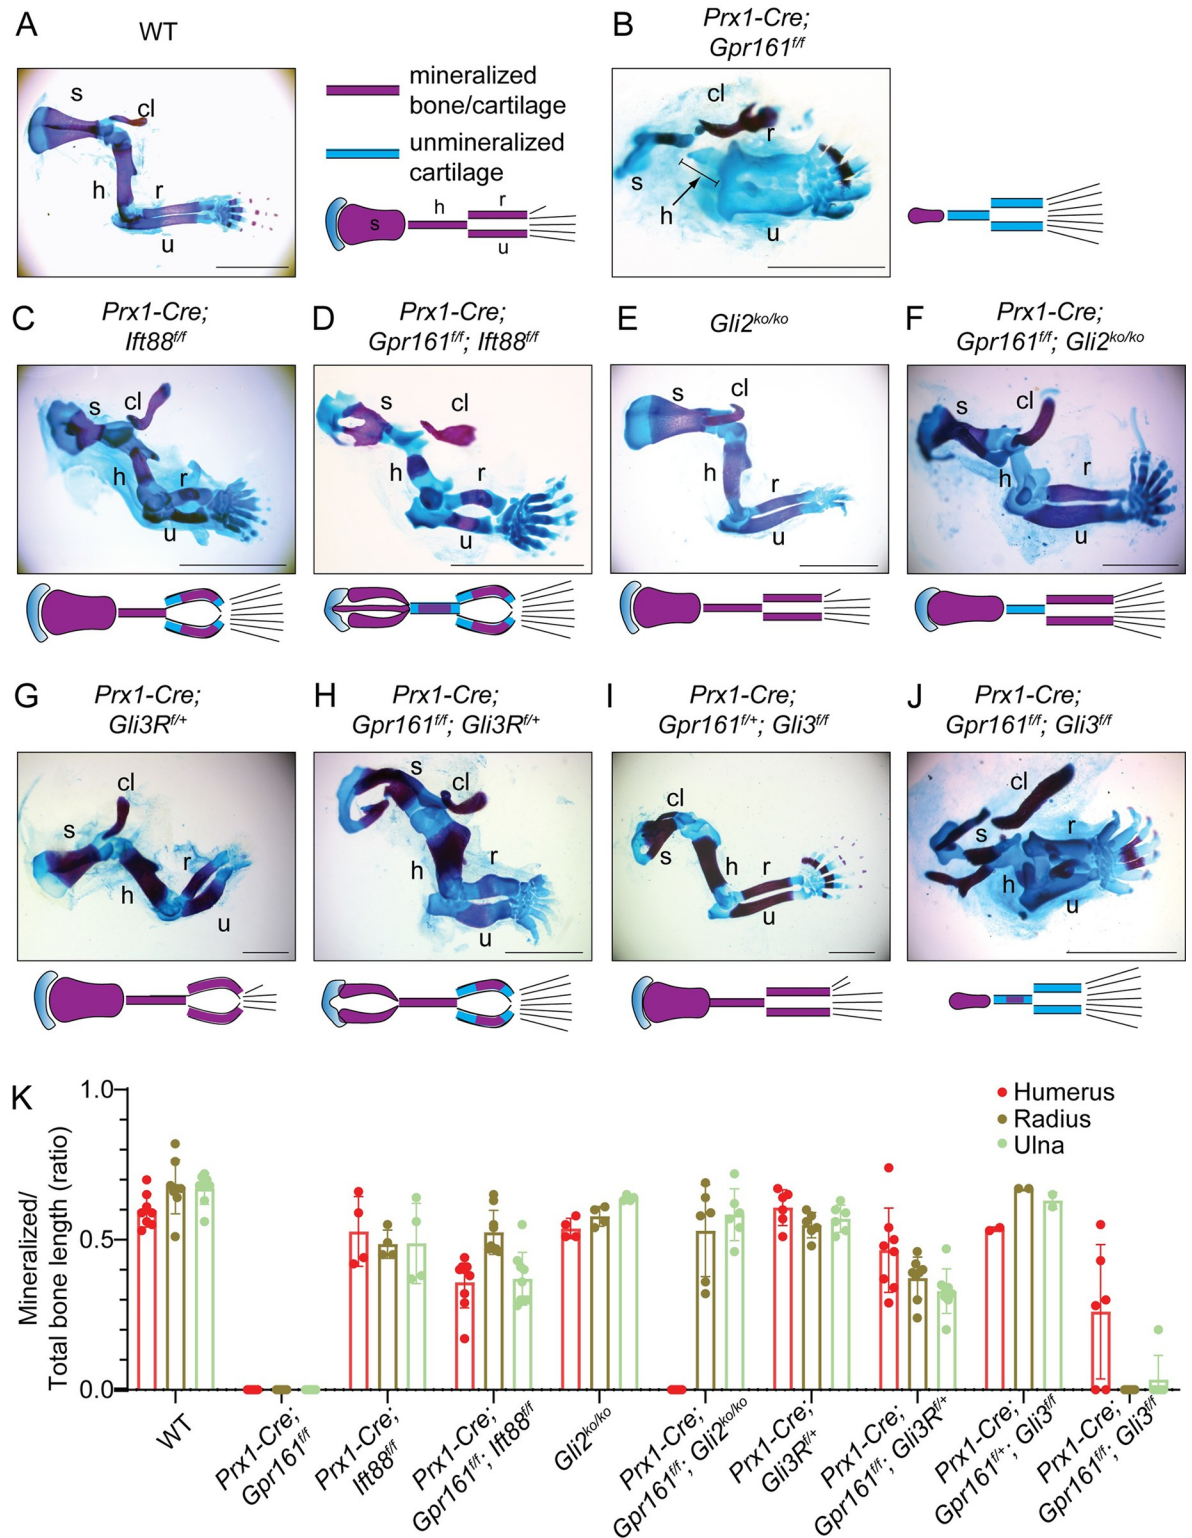 A
WT
s
cl
h
r
u
mineralized
bone/cartilage
unmineralized
cartilage
s
h
r
u
B
Prx1-Cre;
Gpr161f/f
cl
r
s
h
u
C
Prx1-Cre;
Ift88f/f
s
cl
h
r
u
D
Prx1-Cre;
Gpr161f/f; Ift88f/f
s
cl
h
r
u
E
Gli2ko/ko
s
cl
h
r
u
F
Prx1-Cre;
Gpr161f/f; Gli2ko/ko
s
cl
h
r
u
G
Prx1-Cre;
Gli3Rf/+
cl
s
h
r
u
H
Prx1-Cre;
Gpr161f/f; Gli3Rf/+
s
cl
h
r
u
I
Prx1-Cre;
Gpr161f/+; Gli3f/f
cl
s
h
r
u
J
Prx1-Cre;
Gpr161f/f; Gli3f/f
cl
s
r
h
u
K
Mineralized/
Total bone length (ratio)
1.0
0.5
0.0
Humerus
Radius
Ulna
WT
Prx1-Cre;
Gpr161f/f
Prx1-Cre;
Ift88f/f
Prx1-Cre;
Gpr161f/f; Ift88f/f
Gli2ko/ko
Prx1-Cre;
Gpr161f/f; Gli2ko/ko
Prx1-Cre;
Gli3Rf/+
Prx1-Cre;
Gpr161f/f; Gli3Rf/+
Prx1-Cre;
Gpr161f/+; Gli3f/f
Prx1-Cre;
Gpr161f/f; Gli3f/f